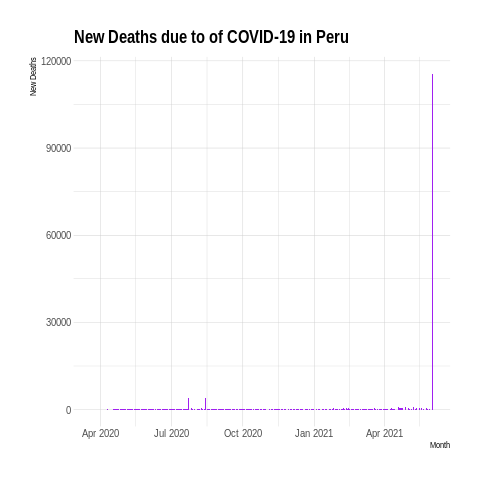 New Deaths due to of COVID-19 in Peru
New Deaths
120000
90000
60000
30000
0
Apr 2020
Jul 2020
Oct 2020
Jan 2021
Apr 2021
Month